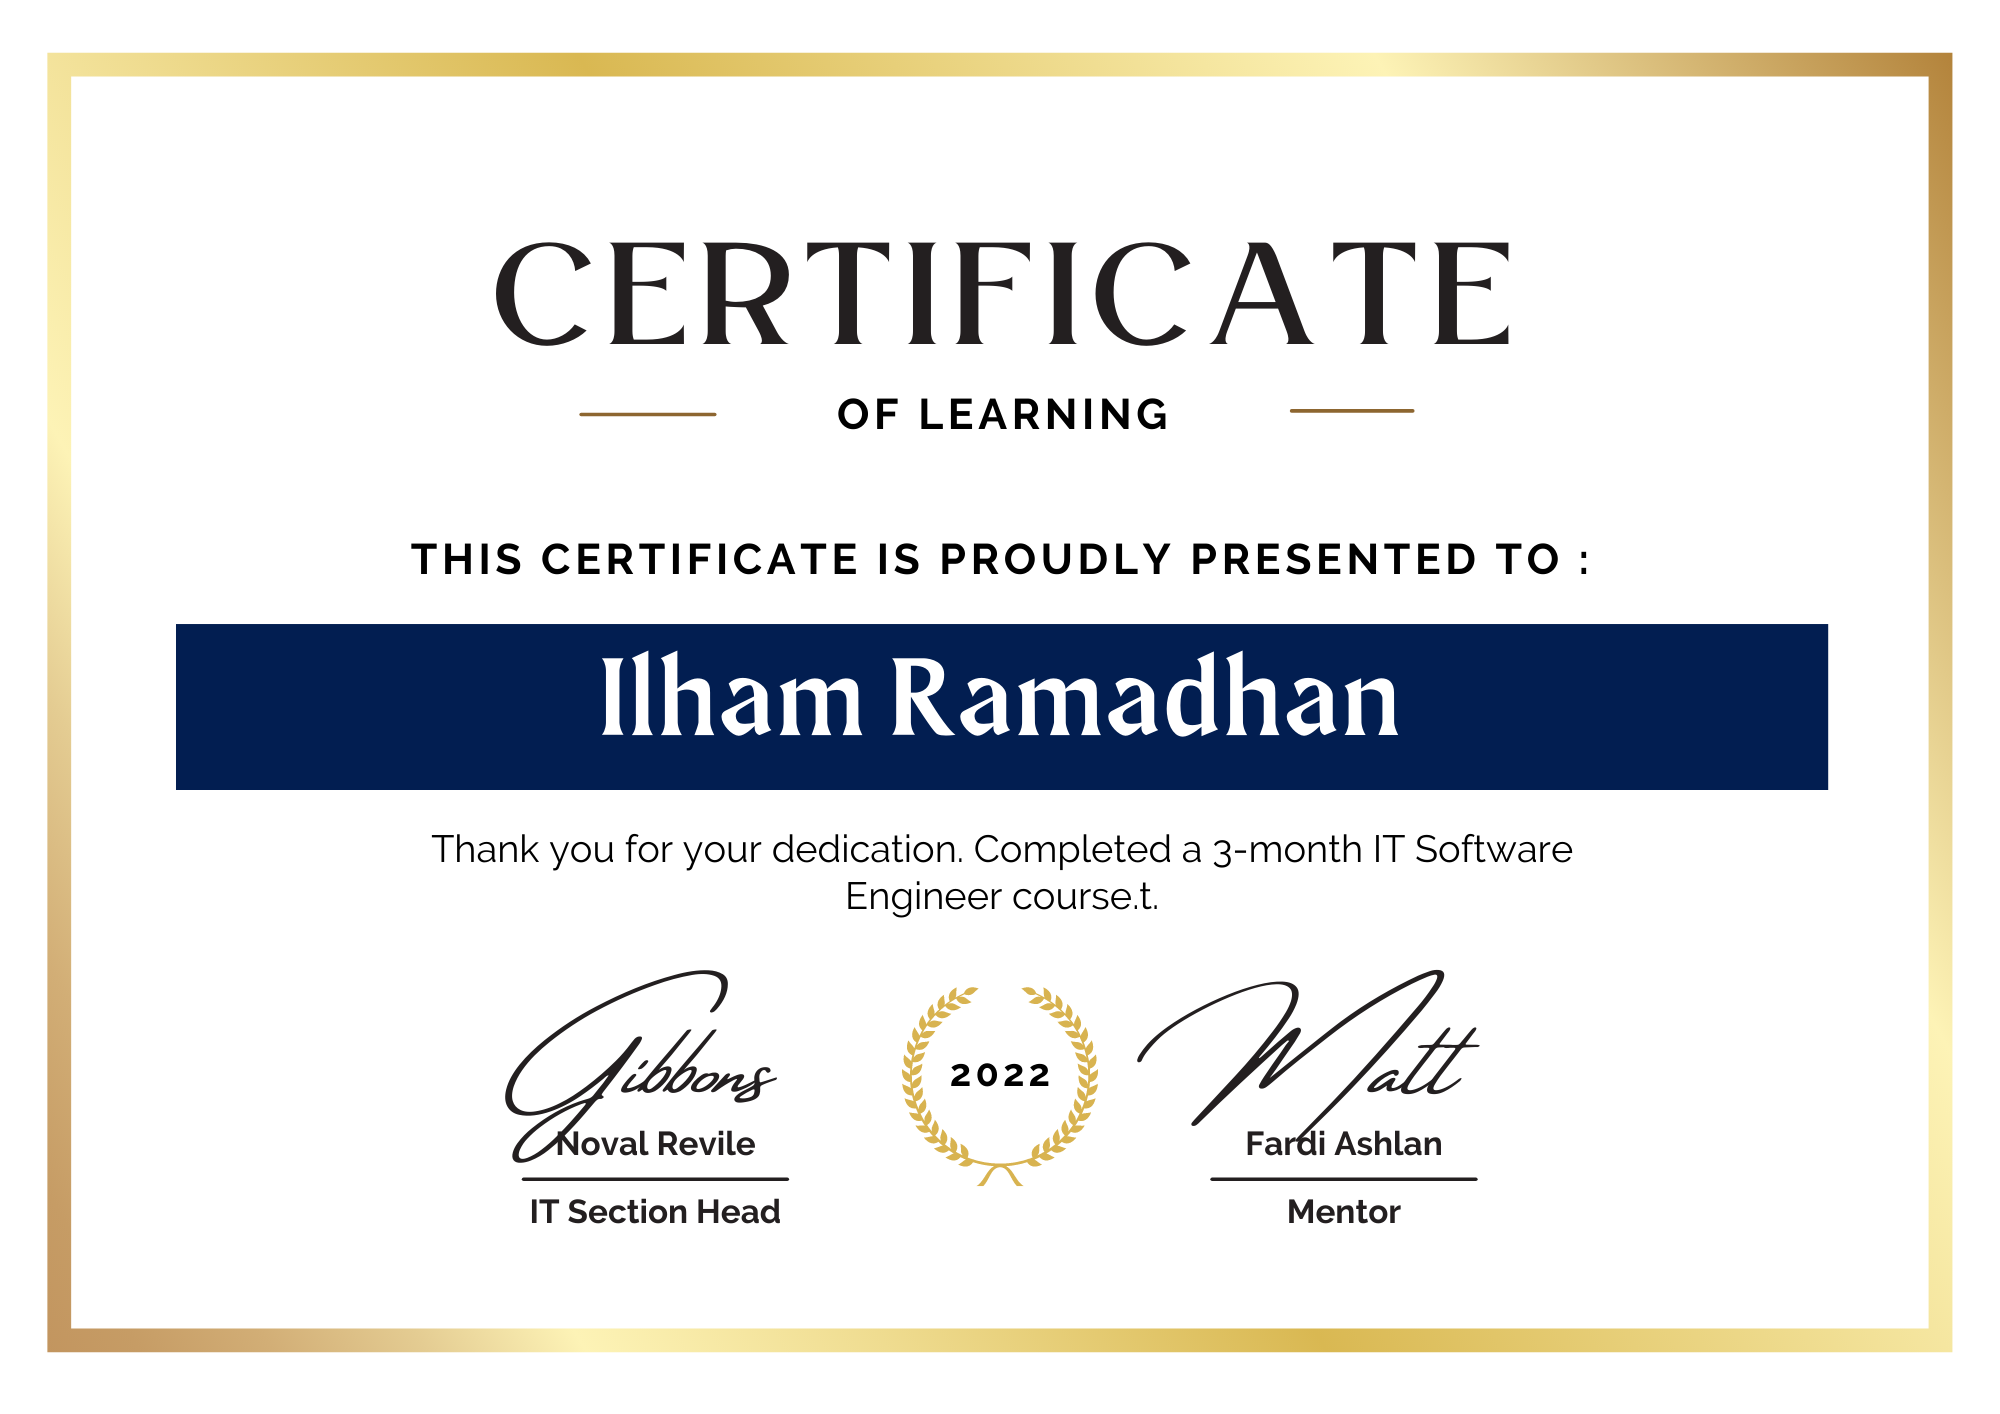 CERTIFICATE
OF LEARNING
THIS CERTIFICATE IS PROUDLY PRESENTED TO :
Ilham Ramadhan
Thank you for your dedication. Completed a 3-month IT Software
Engineer course.t.
Gibbons
Noval Revile
IT Section Head
2022
Matt
Fardi Ashlan
Mentor